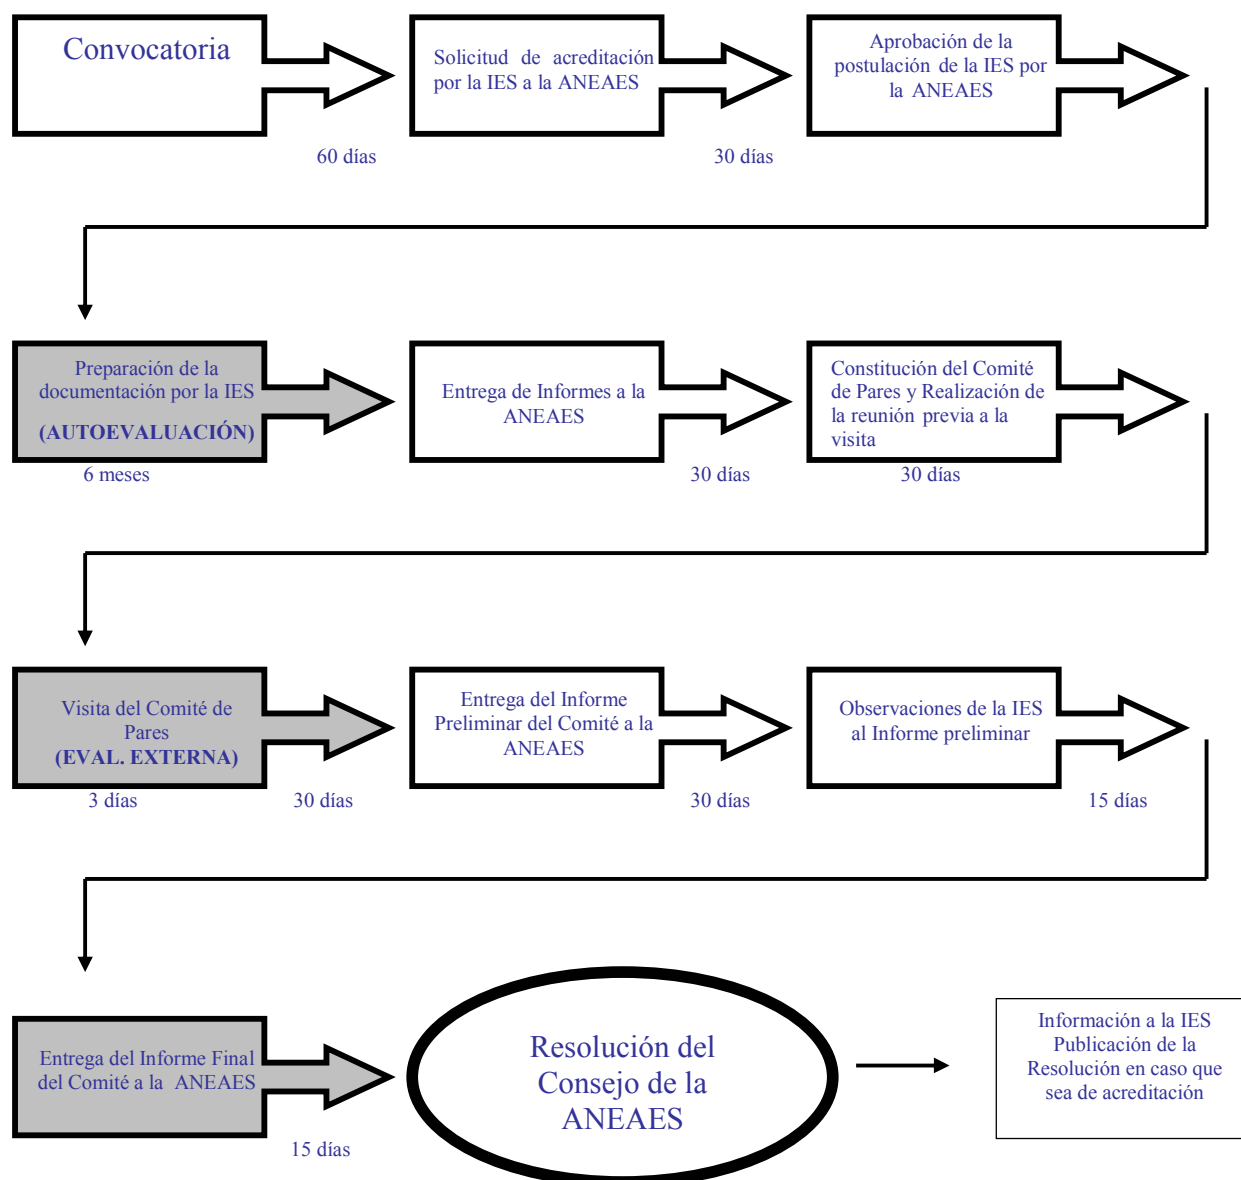 Convocatoria
Solicitud de acreditación
por la IES a la ANEAES
Aprobación de la
postulación de la IES por
la ANEAES
60 días
30 días
Preparación de la
documentación por la IES
(AUTOEVALUACIÓN)
Entrega de Informes a la
ANEAES
Constitución del Comité
de Pares y Realización de
la reunión previa a la
visita
6 meses
30 días
30 días
Visita del Comité de
Pares
(EVAL. EXTERNA)
Entrega del Informe
Preliminar del Comité a la
ANEAES
Observaciones de la IES
al Informe preliminar
3 días
30 días
30 días
15 días
Entrega del Informe Final
del Comité a la ANEAES
Resolución del
Consejo de la
ANEAES
Información a la IES
Publicación de la
Resolución en caso que
sea de acreditación
15 días